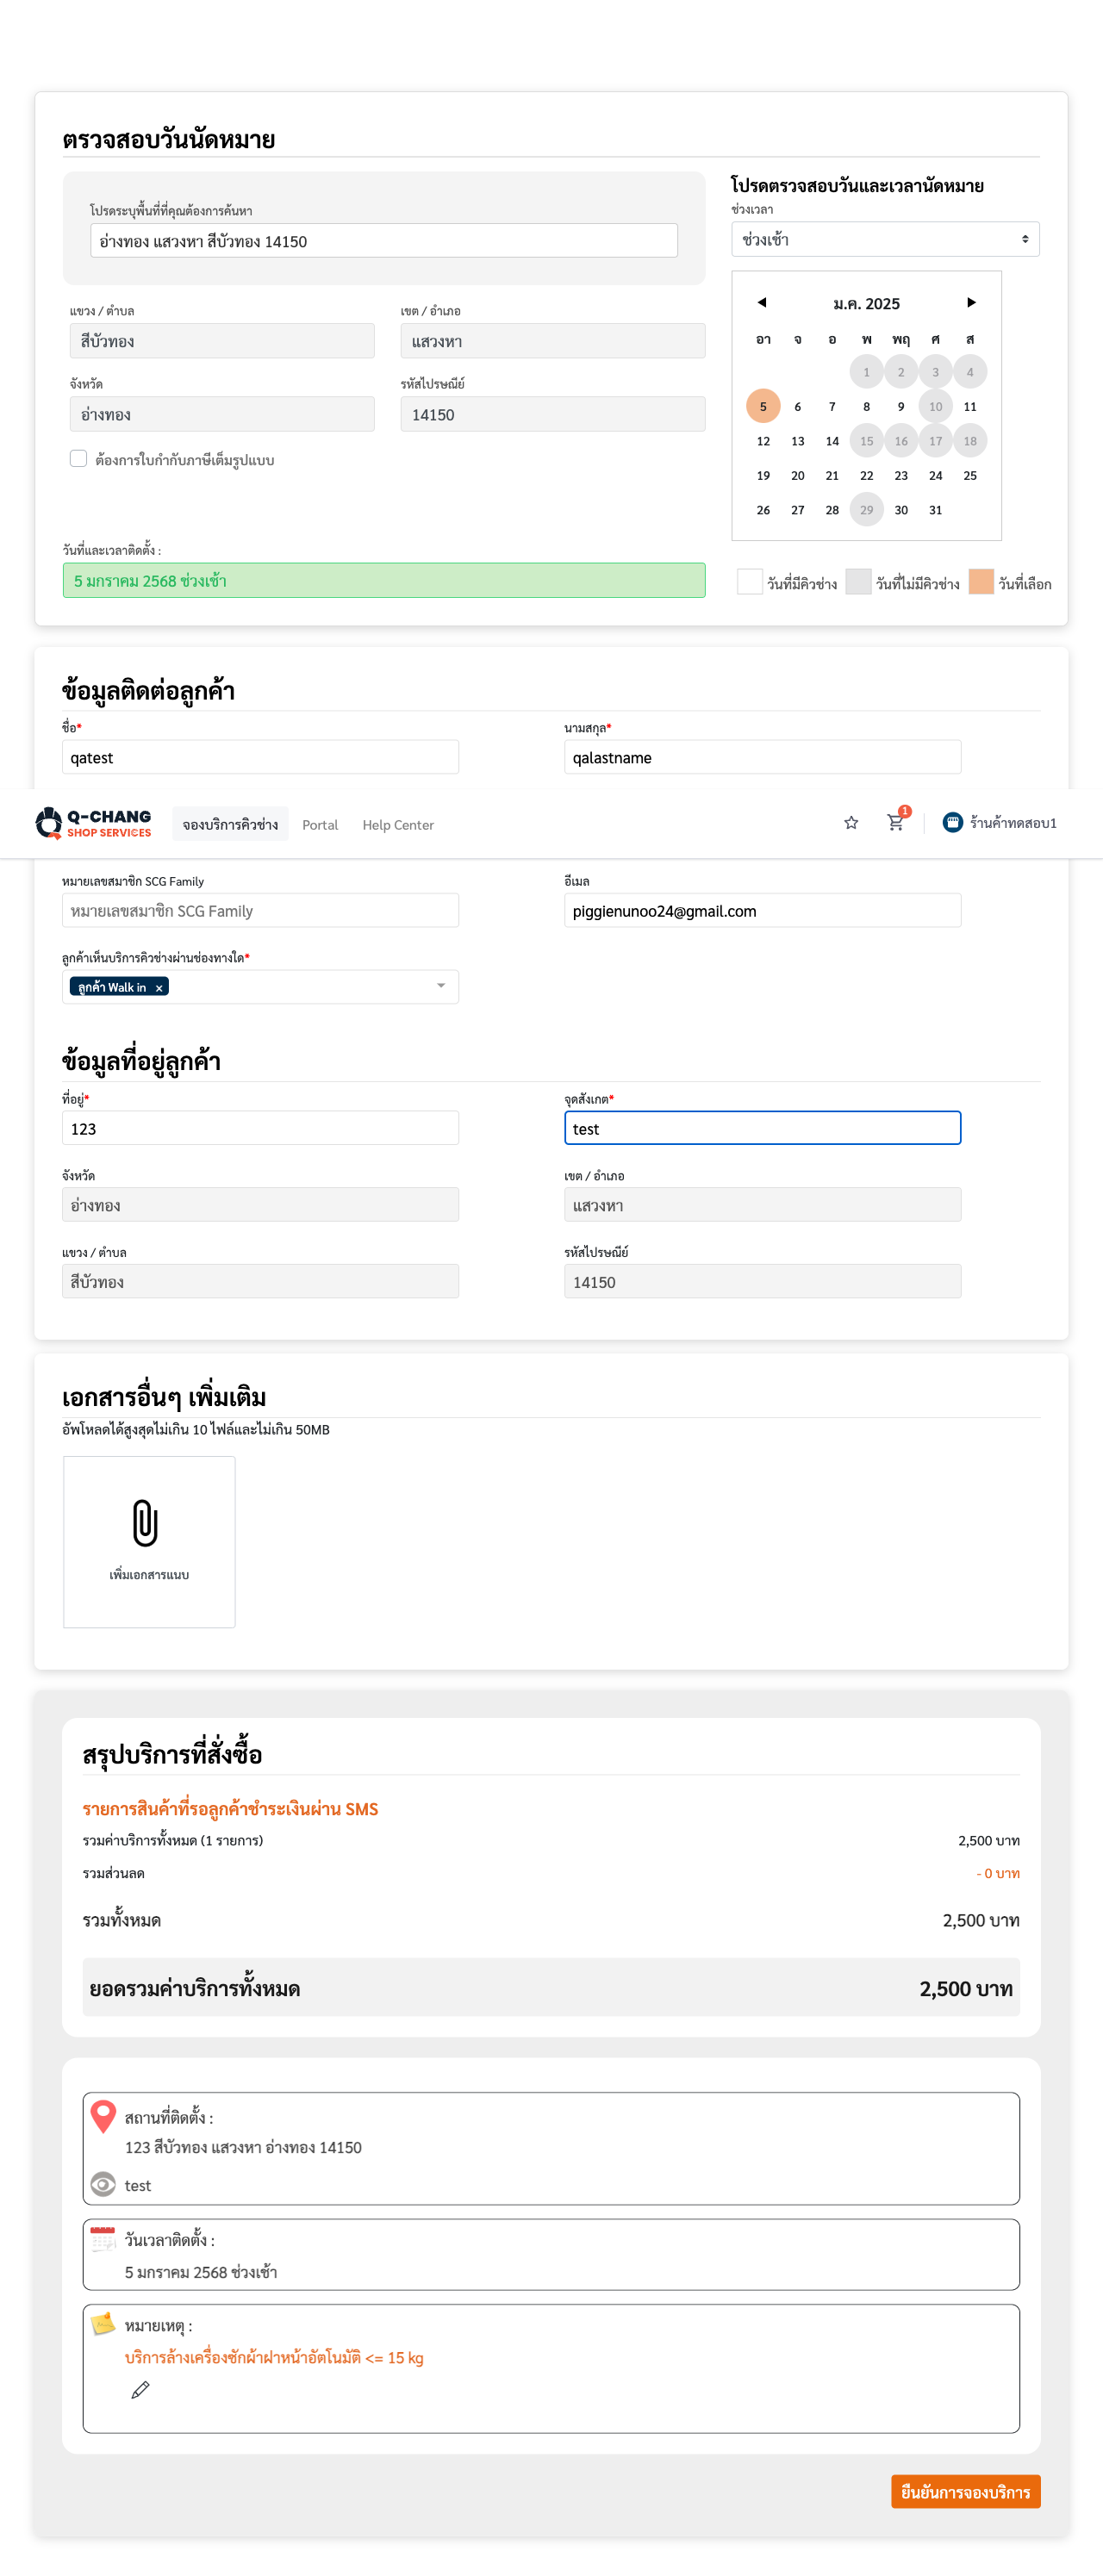 ตรวจสอบวันนัดหมาย
โปรดระบุพื้นที่ที่คุณต้องการค้นหา
อ่างทอง แสวงหา สีบัวทอง 14150
แขวง / ตำบล
เขต / อำเภอ
สีบัวทอง
แสวงหา
จังหวัด
รหัสไปรษณีย์
อ่างทอง
14150
ต้องการใบกำกับภาษีเต็มรูปแบบ
วันที่และเวลาติดตั้ง :
5 มกราคม 2568 ช่วงเช้า
โปรดตรวจสอบวันและเวลานัดหมาย
ช่วงเวลา
ช่วงเช้า
ม.ค. 2025
อา จ อ พ พฤ ศ ส
1 2 3 4
5 6 7 8 9 10 11
12 13 14 15 16 17 18
19 20 21 22 23 24 25
26 27 28 29 30 31
วันที่มีคิวช่าง วันที่ไม่มีคิวช่าง วันที่เลือก
ข้อมูลติดต่อลูกค้า
ชื่อ*
นามสกุล*
qatest
qalastname
Q-CHANG
SHOP SERVICES
จองบริการคิวช่าง Portal Help Center
1
ร้านค้าทดสอบ1
หมายเลขสมาชิก SCG Family
อีเมล
หมายเลขสมาชิก SCG Family
piggienunoo24@gmail.com
ลูกค้าเห็นบริการคิวช่างผ่านช่องทางใด*
ลูกค้า Walk in ×
ข้อมูลที่อยู่ลูกค้า
ที่อยู่*
จุดสังเกต*
123
test
จังหวัด
เขต / อำเภอ
อ่างทอง
แสวงหา
แขวง / ตำบล
รหัสไปรษณีย์
สีบัวทอง
14150
เอกสารอื่นๆ เพิ่มเติม
อัพโหลดได้สูงสุดไม่เกิน 10 ไฟล์และไม่เกิน 50MB
เพิ่มเอกสารแนบ
สรุปบริการที่สั่งซื้อ
รายการสินค้าที่รอลูกค้าชำระเงินผ่าน SMS
รวมค่าบริการทั้งหมด (1 รายการ) 2,500 บาท
รวมส่วนลด - 0 บาท
รวมทั้งหมด 2,500 บาท
ยอดรวมค่าบริการทั้งหมด 2,500 บาท
สถานที่ติดตั้ง :
123 สีบัวทอง แสวงหา อ่างทอง 14150
test
วันเวลาติดตั้ง :
5 มกราคม 2568 ช่วงเช้า
หมายเหตุ :
บริการล้างเครื่องซักผ้าฝาหน้าอัตโนมัติ <= 15 kg
ยืนยันการจองบริการ